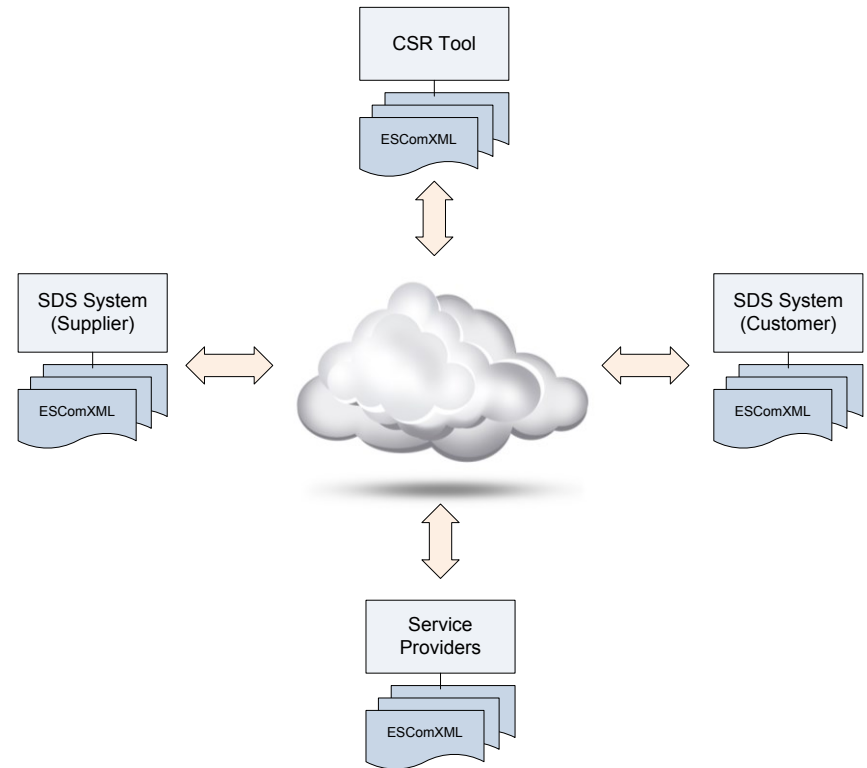 CSR Tool
ESComXML
SDS System
(Supplier)
ESComXML
SDS System
(Customer)
ESComXML
Service
Providers
ESComXML